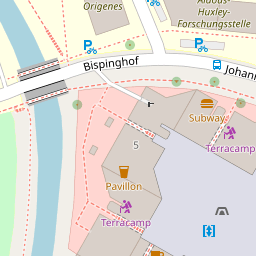 Origenes
Aldous-
Huxley-
Forschungsstelle
Bispinghof
Johann
Subway
Terracamp
5
Pavillon
Terracamp